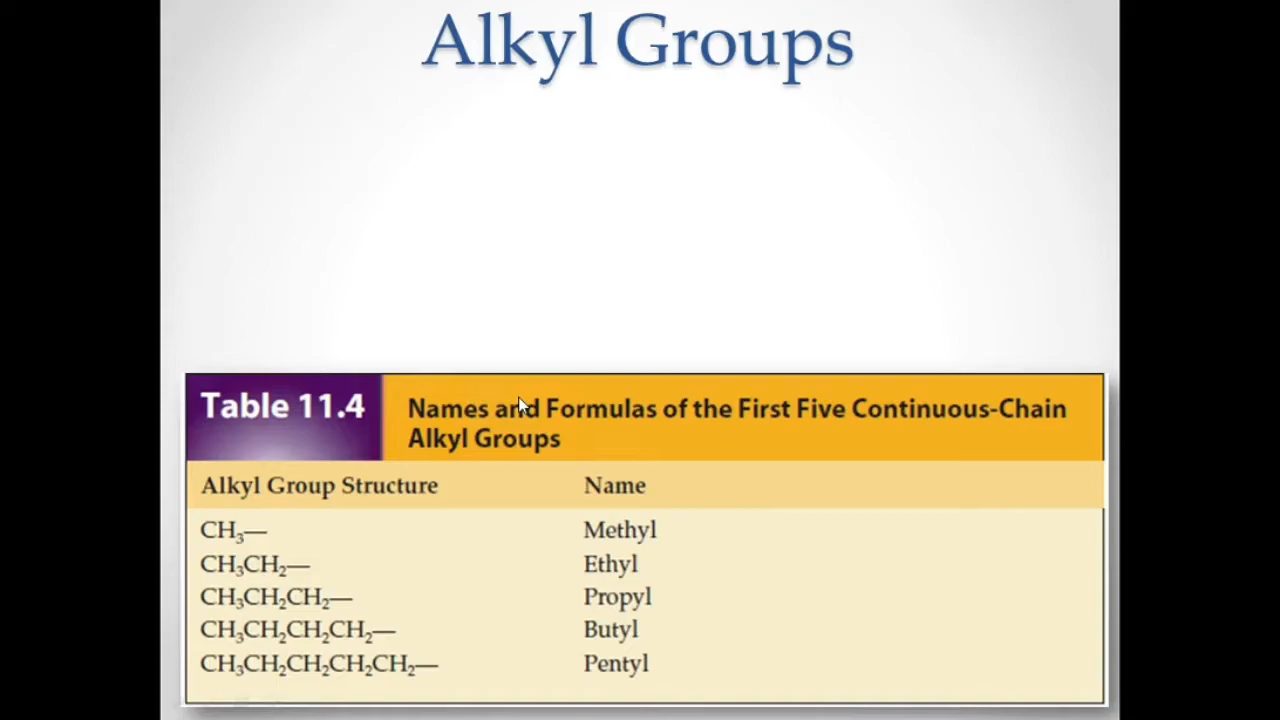 Alkyl Groups
Table 11.4
Names and Formulas of the First Five Continuous-Chain
Alkyl Groups
Alkyl Group Structure Name
CH₃— Methyl
CH₃CH₂— Ethyl
CH₃CH₂CH₂— Propyl
CH₃CH₂CH₂CH₂— Butyl
CH₃CH₂CH₂CH₂CH₂— Pentyl